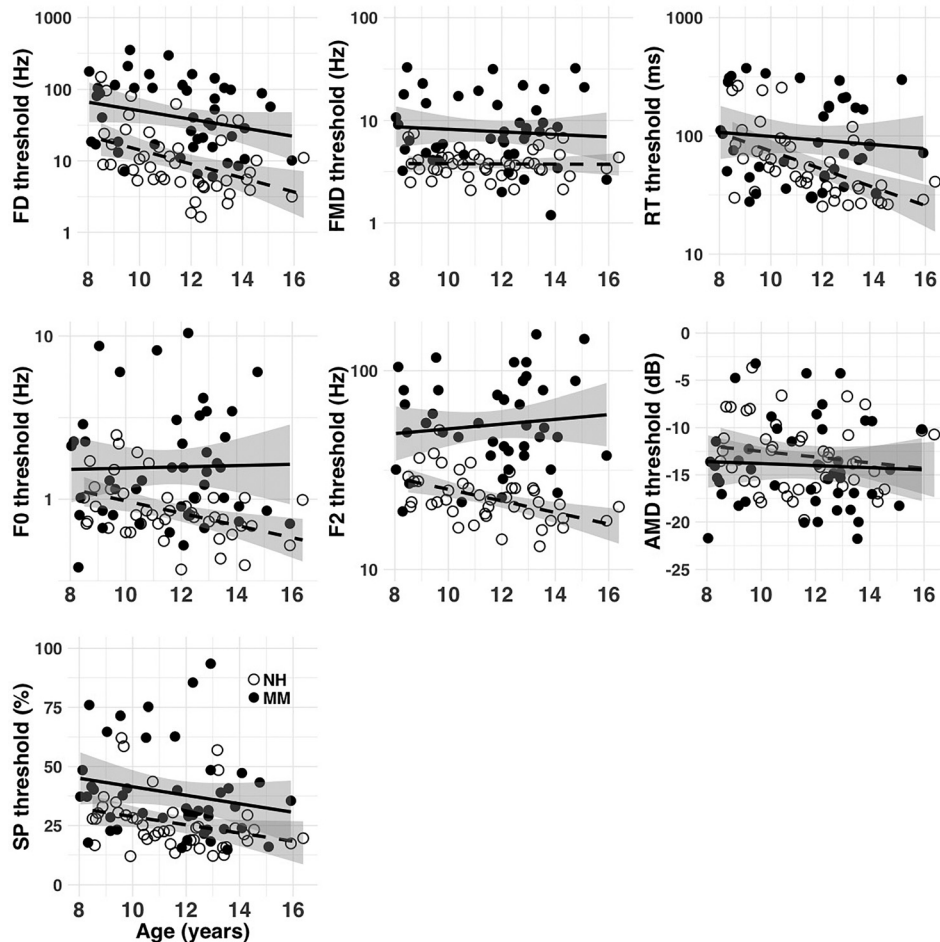 FD threshold (Hz)
1000
100
10
1
8 10 12 14 16
FMD threshold (Hz)
100
10
1
8 10 12 14 16
RT threshold (ms)
1000
100
10
8 10 12 14 16
F0 threshold (Hz)
10
1
8 10 12 14 16
F2 threshold (Hz)
100
10
8 10 12 14 16
AMD threshold (dB)
0
-5
-10
-15
-20
-25
8 10 12 14 16
SP threshold (%)
100
75
50
25
0
NH
MM
8 10 12 14 16
Age (years)